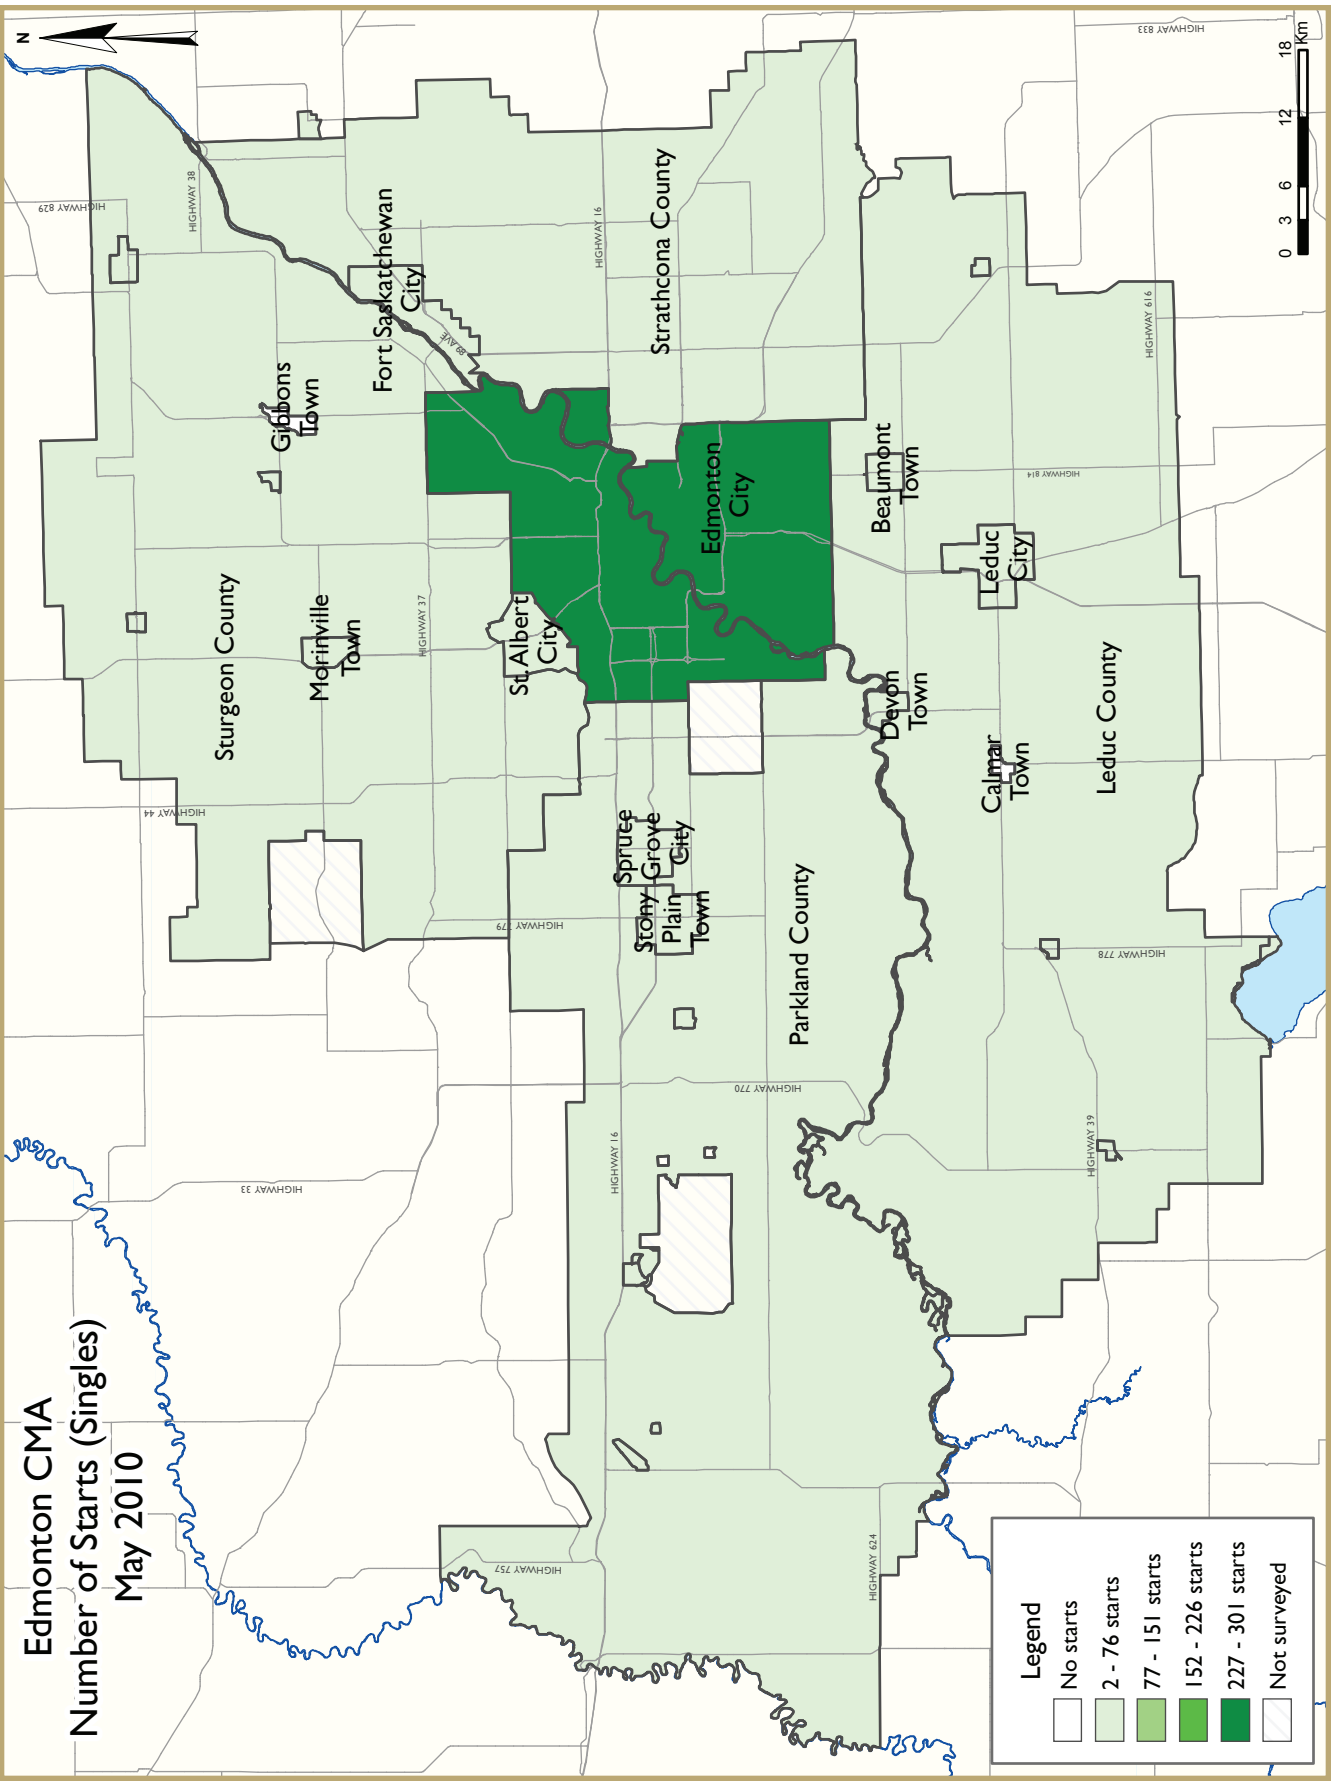 Edmonton CMA
Number of Starts (Singles)
May 2010
N
HIGHWAY 757
HIGHWAY 33
HIGHWAY 44
HIGHWAY 779
HIGHWAY 37
HIGHWAY 829
HIGHWAY 38
HIGHWAY 16
HIGHWAY 16
HIGHWAY 770
HIGHWAY 624
HIGHWAY 39
HIGHWAY 778
HIGHWAY 814
HIGHWAY 616
HIGHWAY 833
89 AVE
Sturgeon County
Morinville
Town
Gibbons
Town
Fort Saskatchewan
City
St. Albert
City
Strathcona County
Edmonton
City
Spruce
Grove
City
Stony
Plain
Town
Parkland County
Beaumont
Town
Devon
Town
Leduc
City
Calmar
Town
Leduc County
Legend
No starts
2 - 76 starts
77 - 151 starts
152 - 226 starts
227 - 301 starts
Not surveyed
0 3 6 12 18
Km